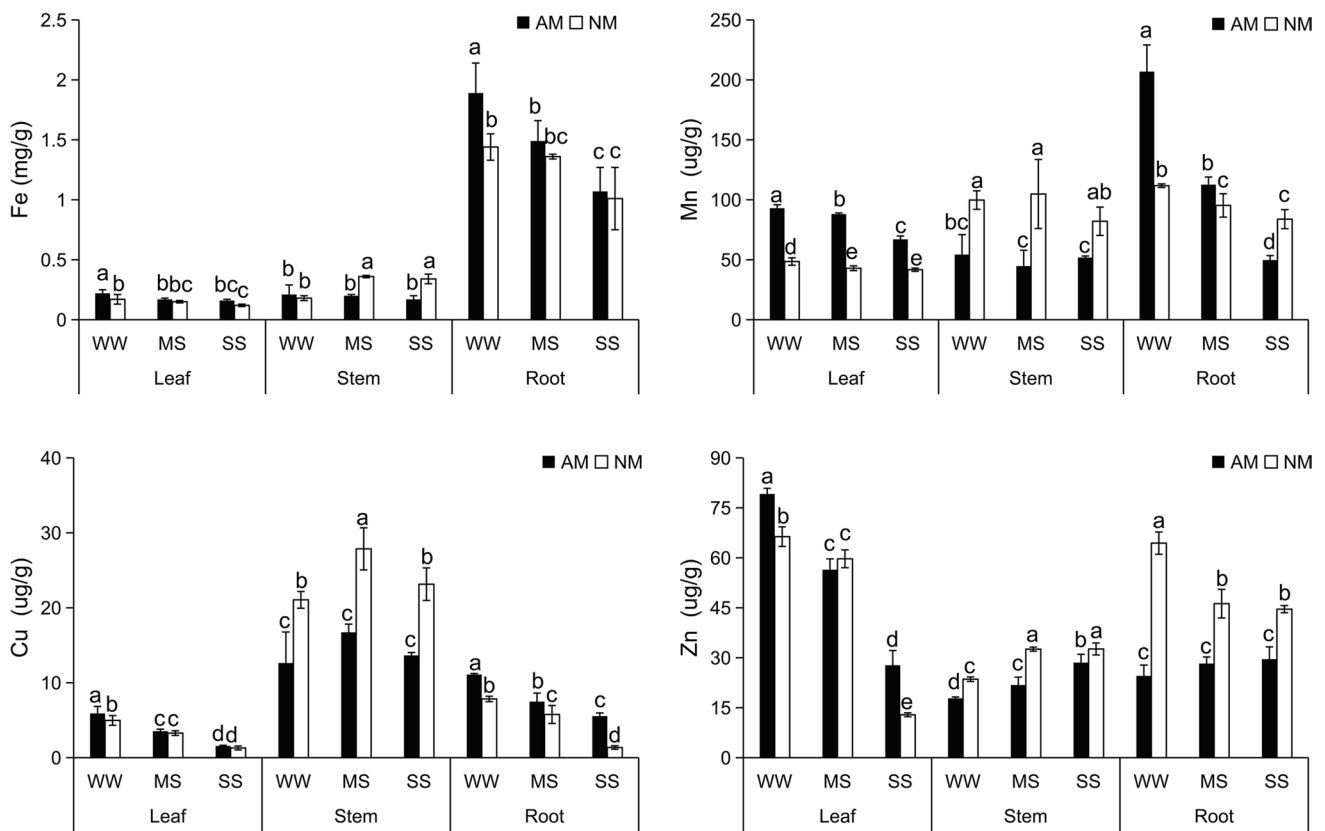 Fe (mg/g)
2.5
2
1.5
1
0.5
0
AM NM
a b b bc bc c b b b a b a a b b bc c c
WW MS SS WW MS SS WW MS SS
Leaf Stem Root
Mn (ug/g)
250
200
150
100
50
0
AM NM
a d b e c e bc a c a c ab a b b c d c
WW MS SS WW MS SS WW MS SS
Leaf Stem Root
Cu (ug/g)
40
30
20
10
0
AM NM
a b c c d d c b c a c b a b b c c d
WW MS SS WW MS SS WW MS SS
Leaf Stem Root
Zn (ug/g)
90
75
60
45
30
15
0
AM NM
a b c c d e d c c a b a c a c b c b
WW MS SS WW MS SS WW MS SS
Leaf Stem Root